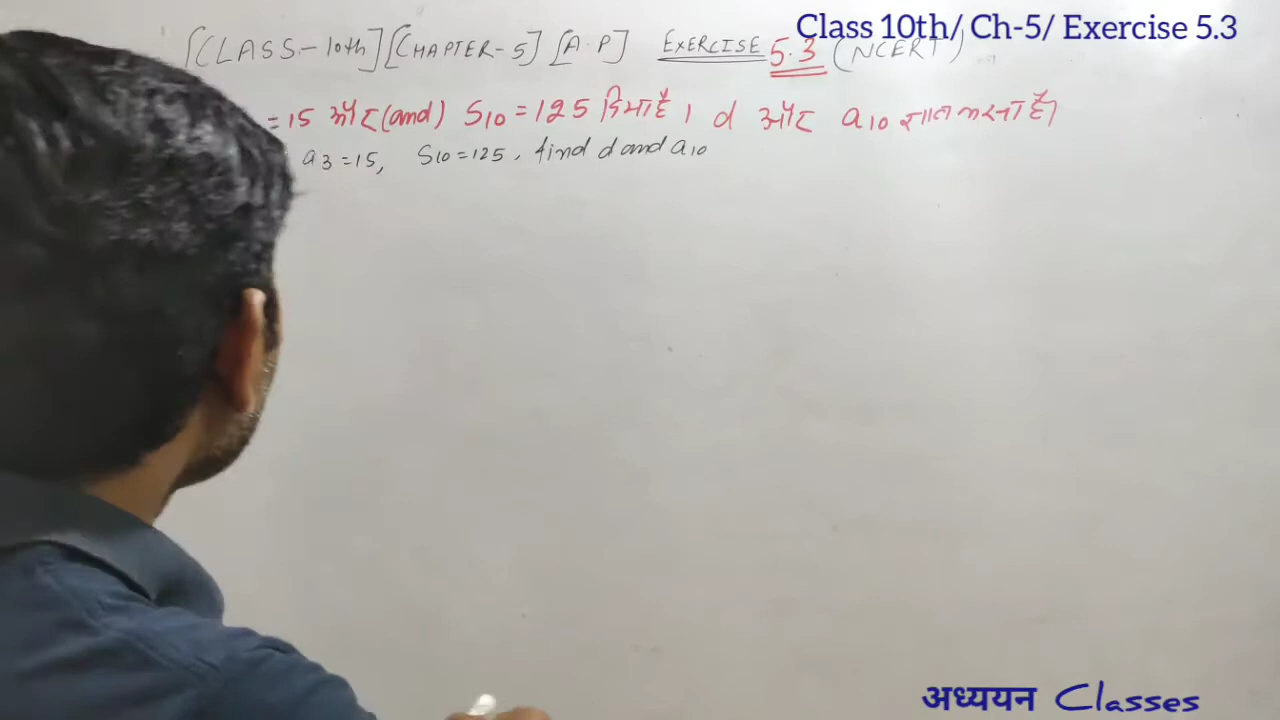 Class 10th/ Ch-5/ Exercise 5.3
[CLASS-10th] [CHAPTER-5] [A.P] EXERCISE 5.3 (NCERT)
=15 और (and) S10 = 125 दिया है। d और a10 ज्ञात करना है।
a3 =15, S10 =125, find d and a10
अध्ययन Classes